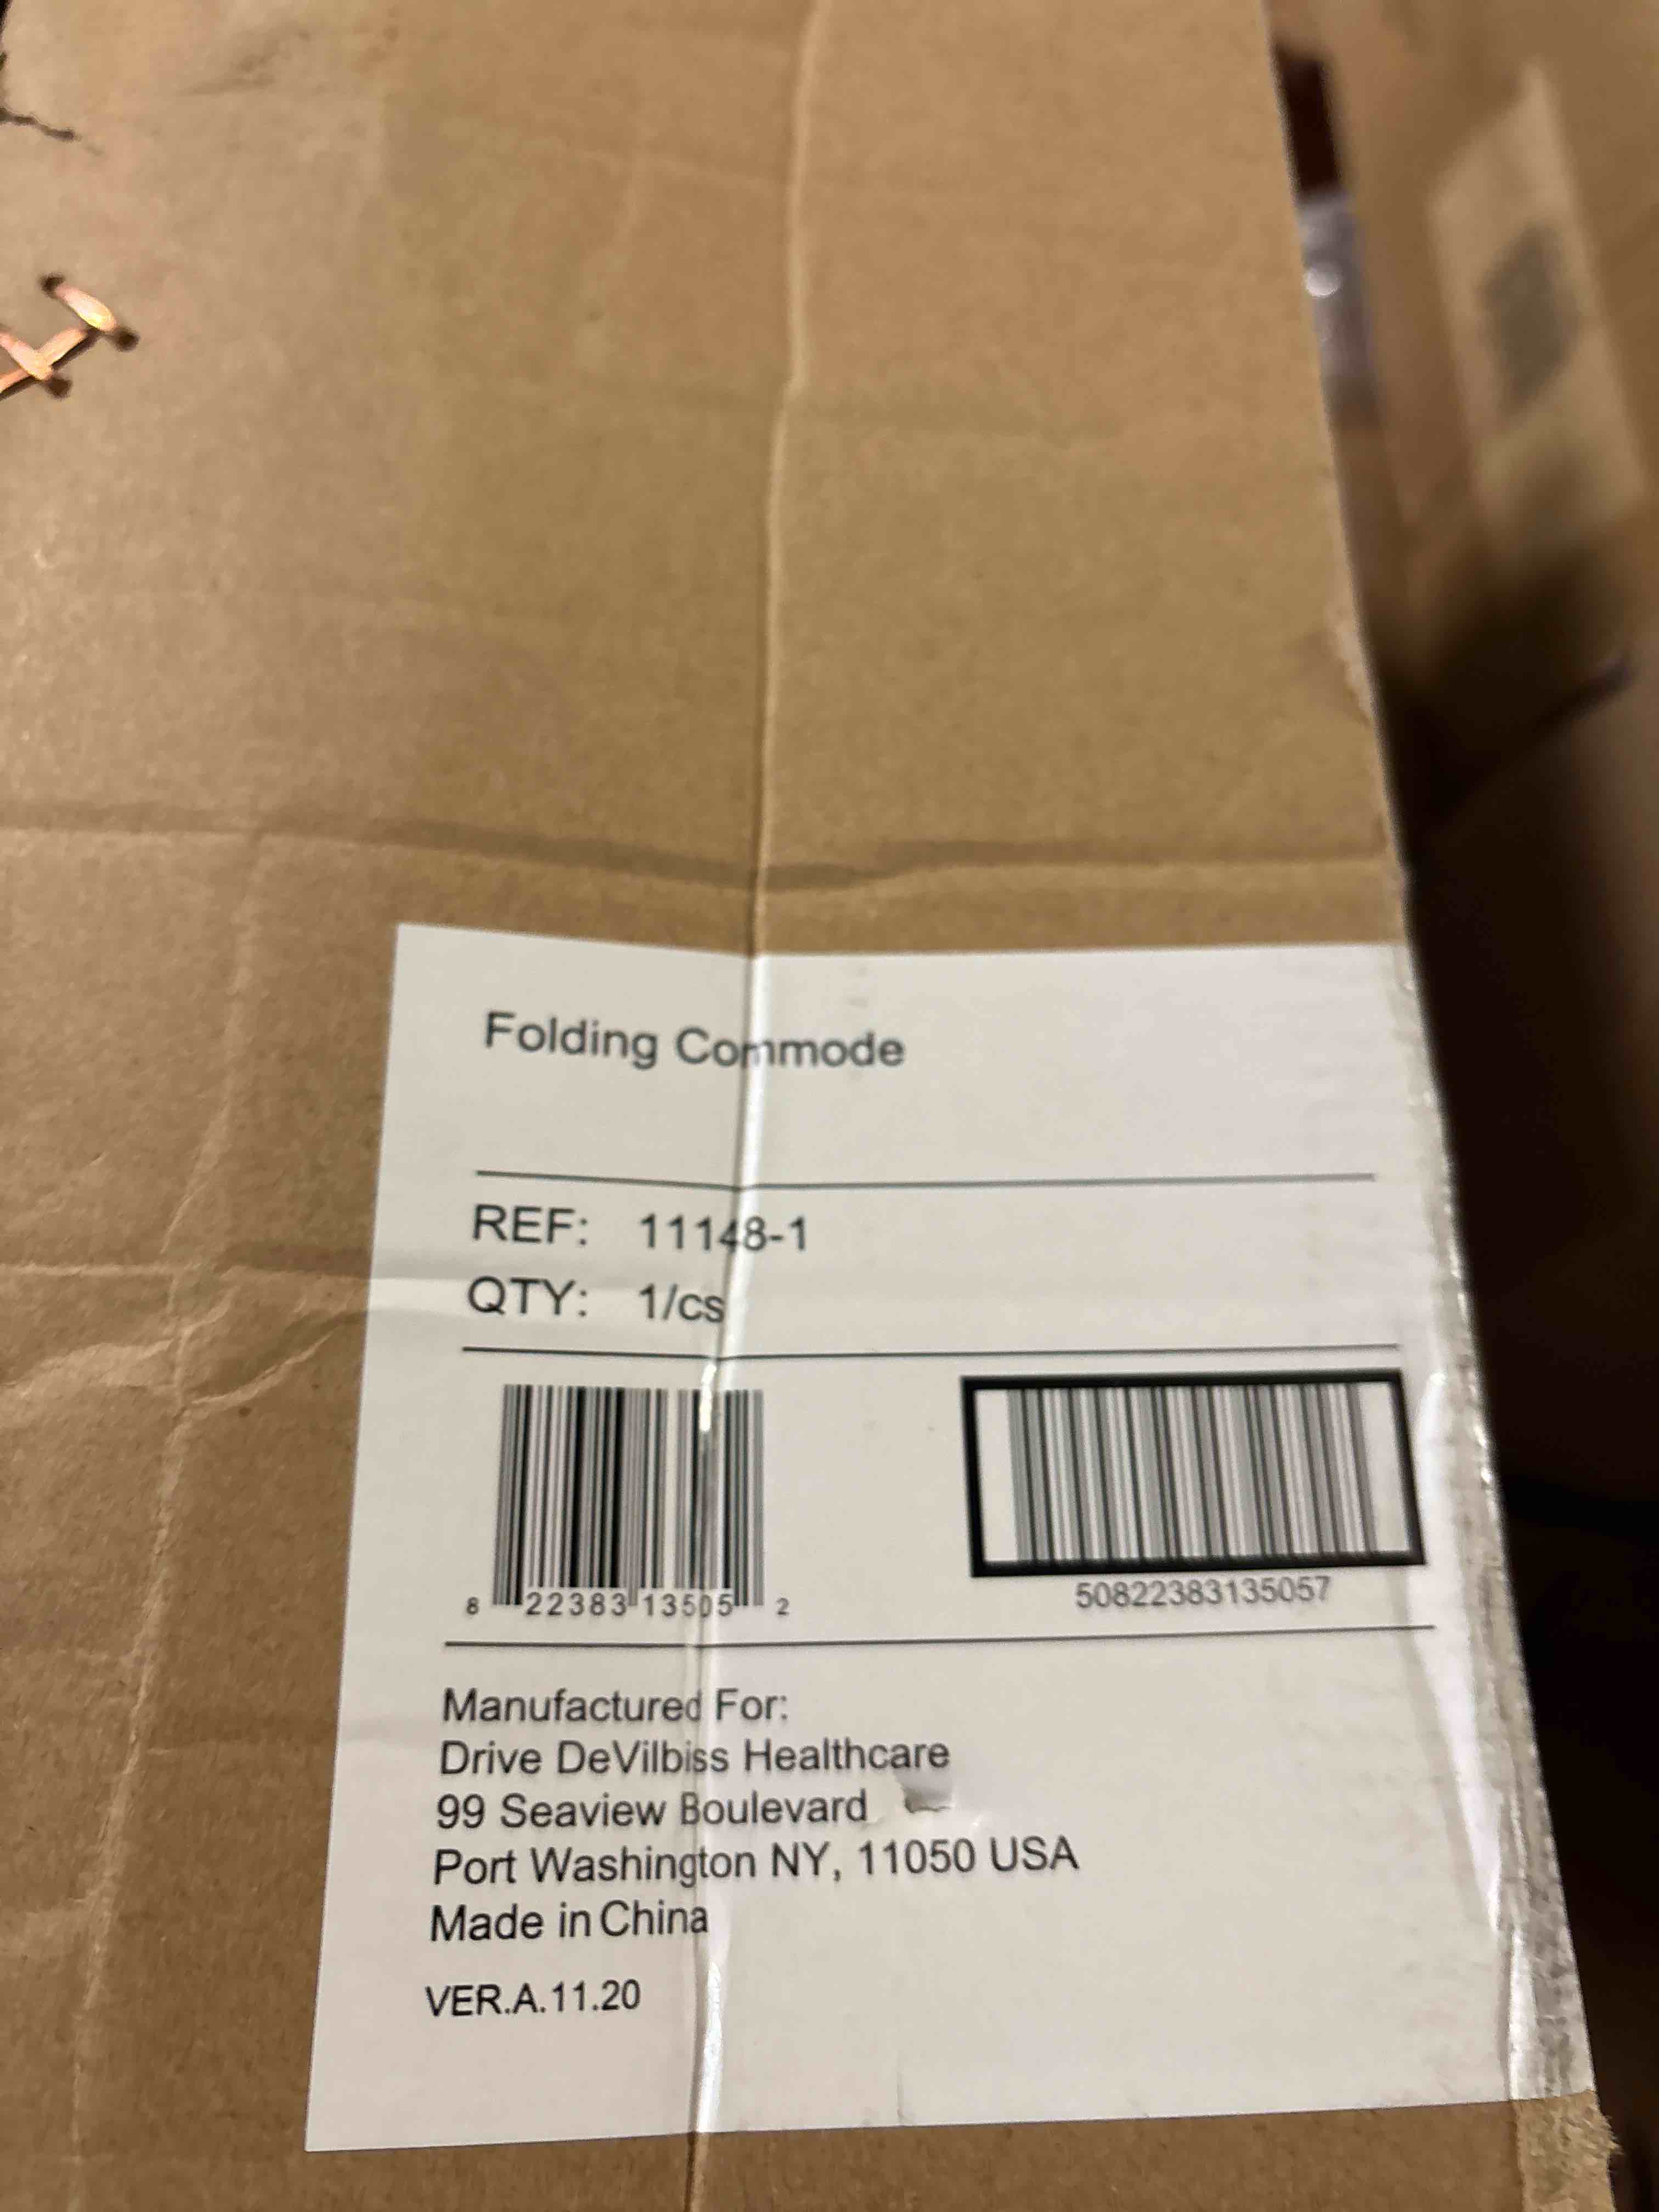 Folding Commode
REF: 11148-1
QTY: 1/cs
8 22383 13505 2
50822383135057
Manufactured For:
Drive DeVilbiss Healthcare
99 Seaview Boulevard
Port Washington NY, 11050 USA
Made in China
VER.A.11.20